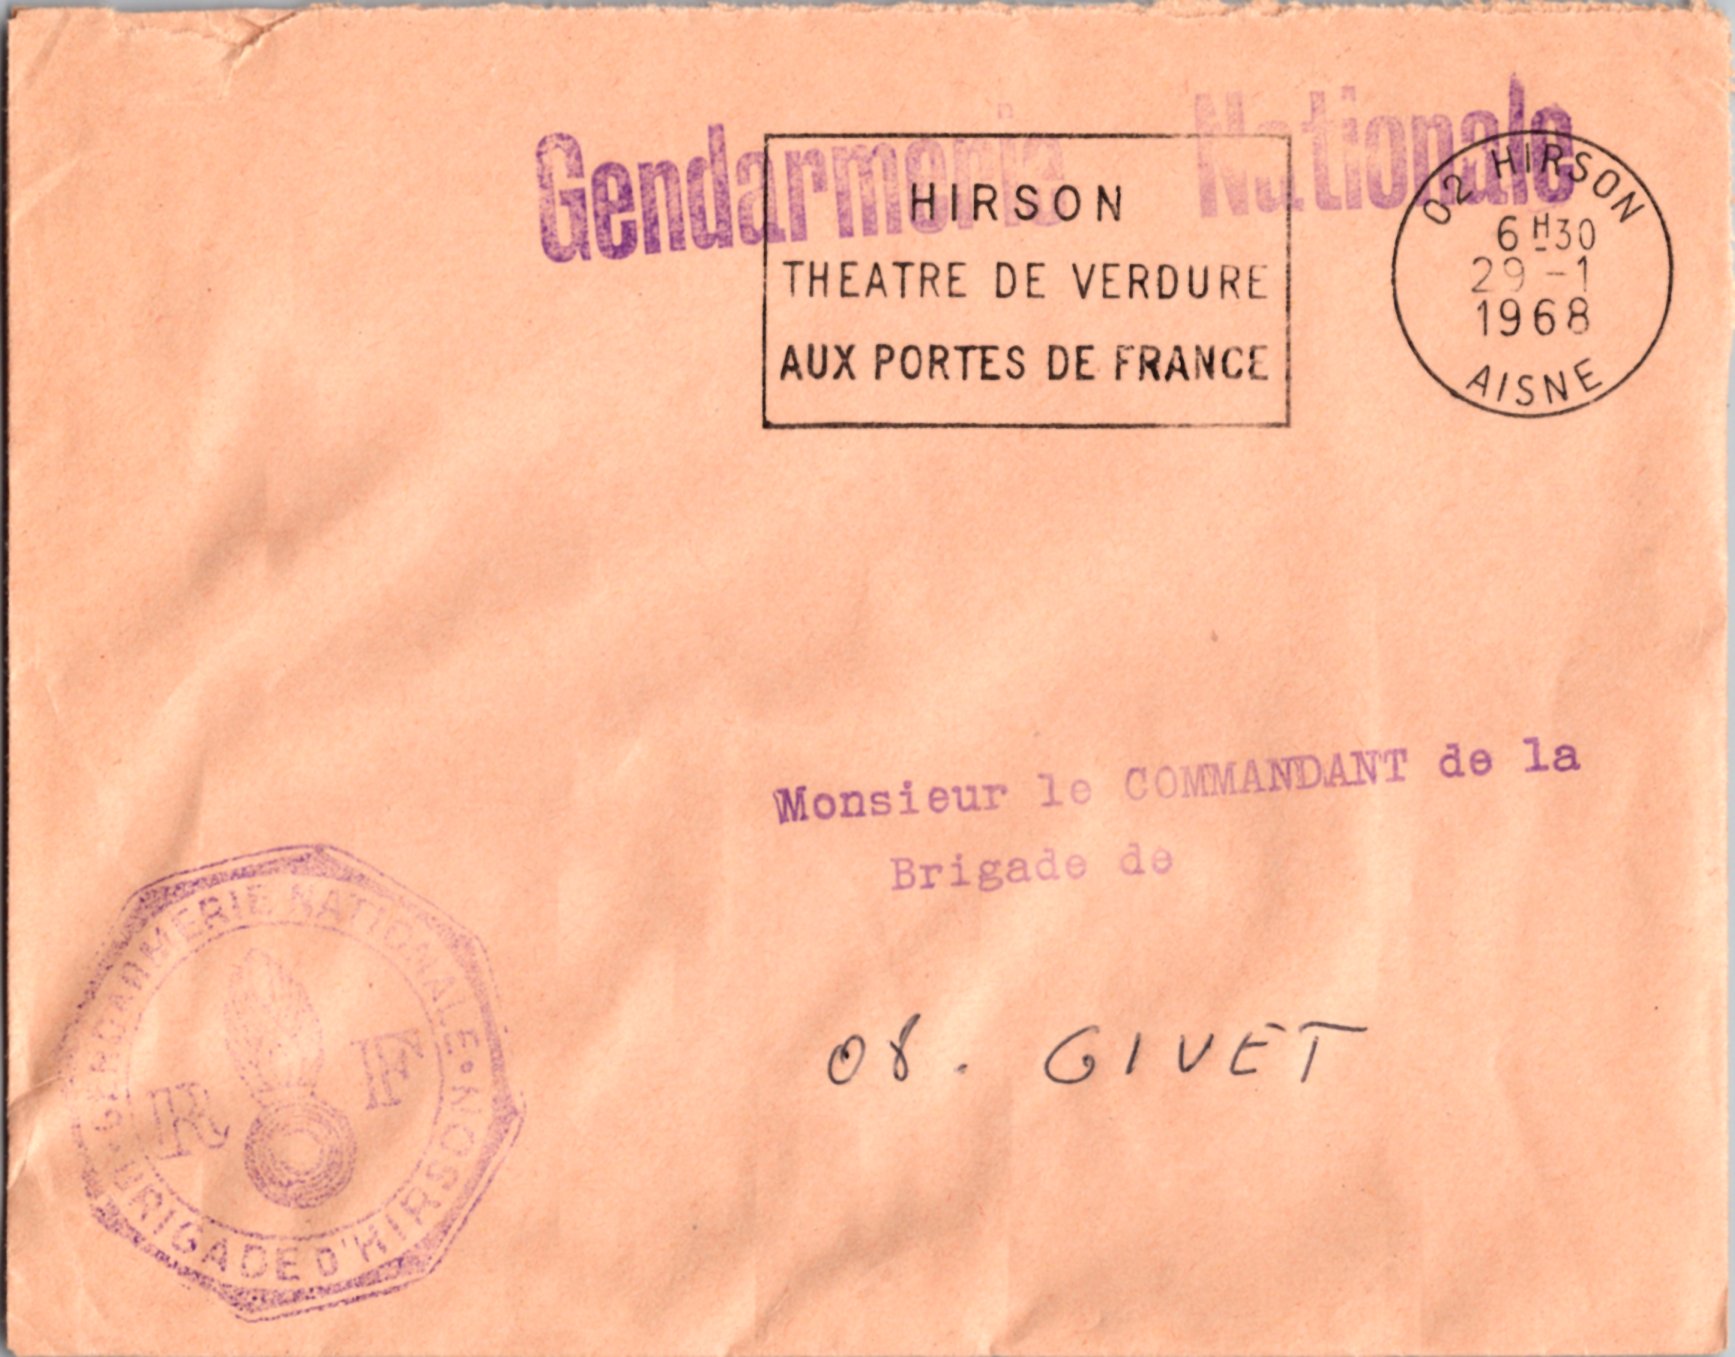 Gendarmerie Nationale
HIRSON
THEATRE DE VERDURE
AUX PORTES DE FRANCE
02 HIRSON
6H30
29-1
1968
AISNE
Monsieur le COMMANDANT de la
Brigade de
08. GIVET
GENDARMERIE NATIONALE
R F
BRIGADE D'HIRSON